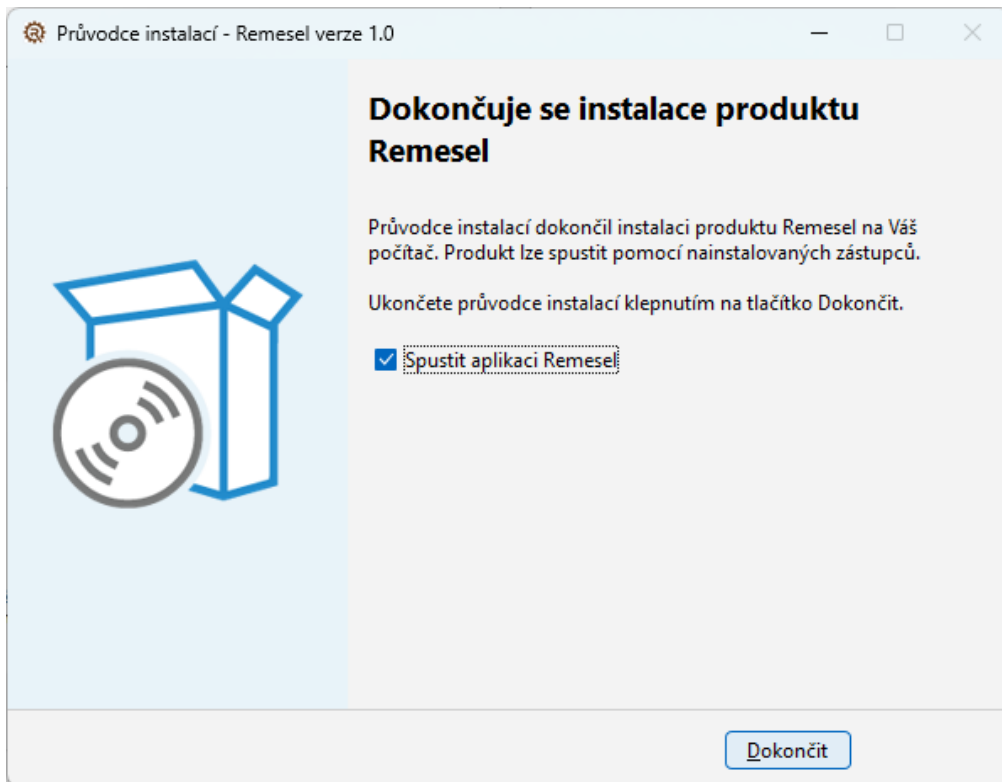 Průvodce instalací - Remesel verze 1.0
Dokončuje se instalace produktu
Remesel
Průvodce instalací dokončil instalaci produktu Remesel na Váš
počítač. Produkt lze spustit pomocí nainstalovaných zástupců.
Ukončete průvodce instalací klepnutím na tlačítko Dokončit.
Spustit aplikaci Remesel
Dokončit